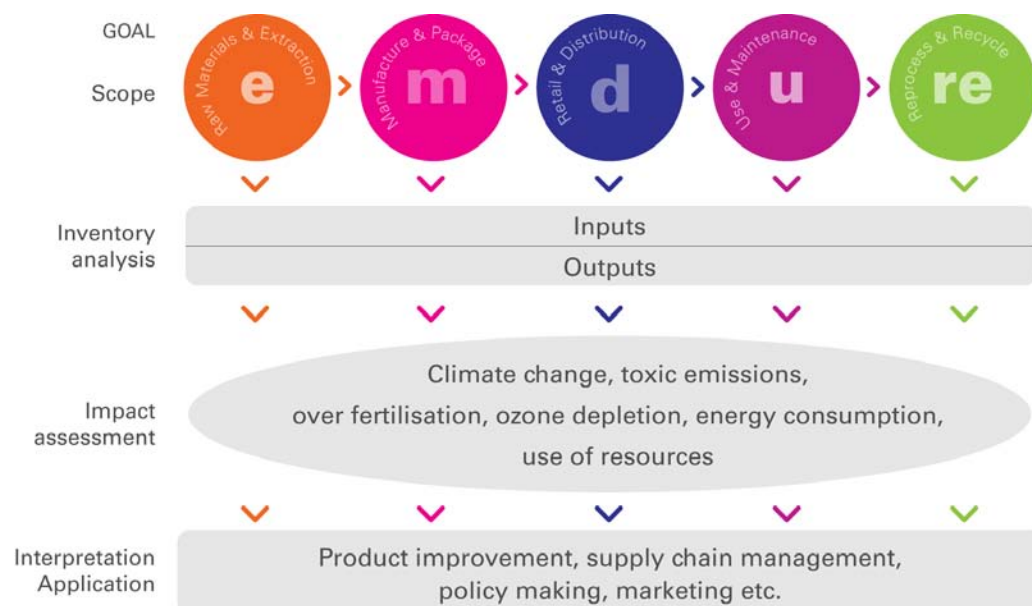 GOAL
Scope
Raw Materials & Extraction
e
Manufacture & Package
m
Retail & Distribution
d
Use & Maintenance
u
Reprocess & Recycle
re
Inventory
analysis
Inputs
Outputs
Impact
assessment
Climate change, toxic emissions,
over fertilisation, ozone depletion, energy consumption,
use of resources
Interpretation
Application
Product improvement, supply chain management,
policy making, marketing etc.